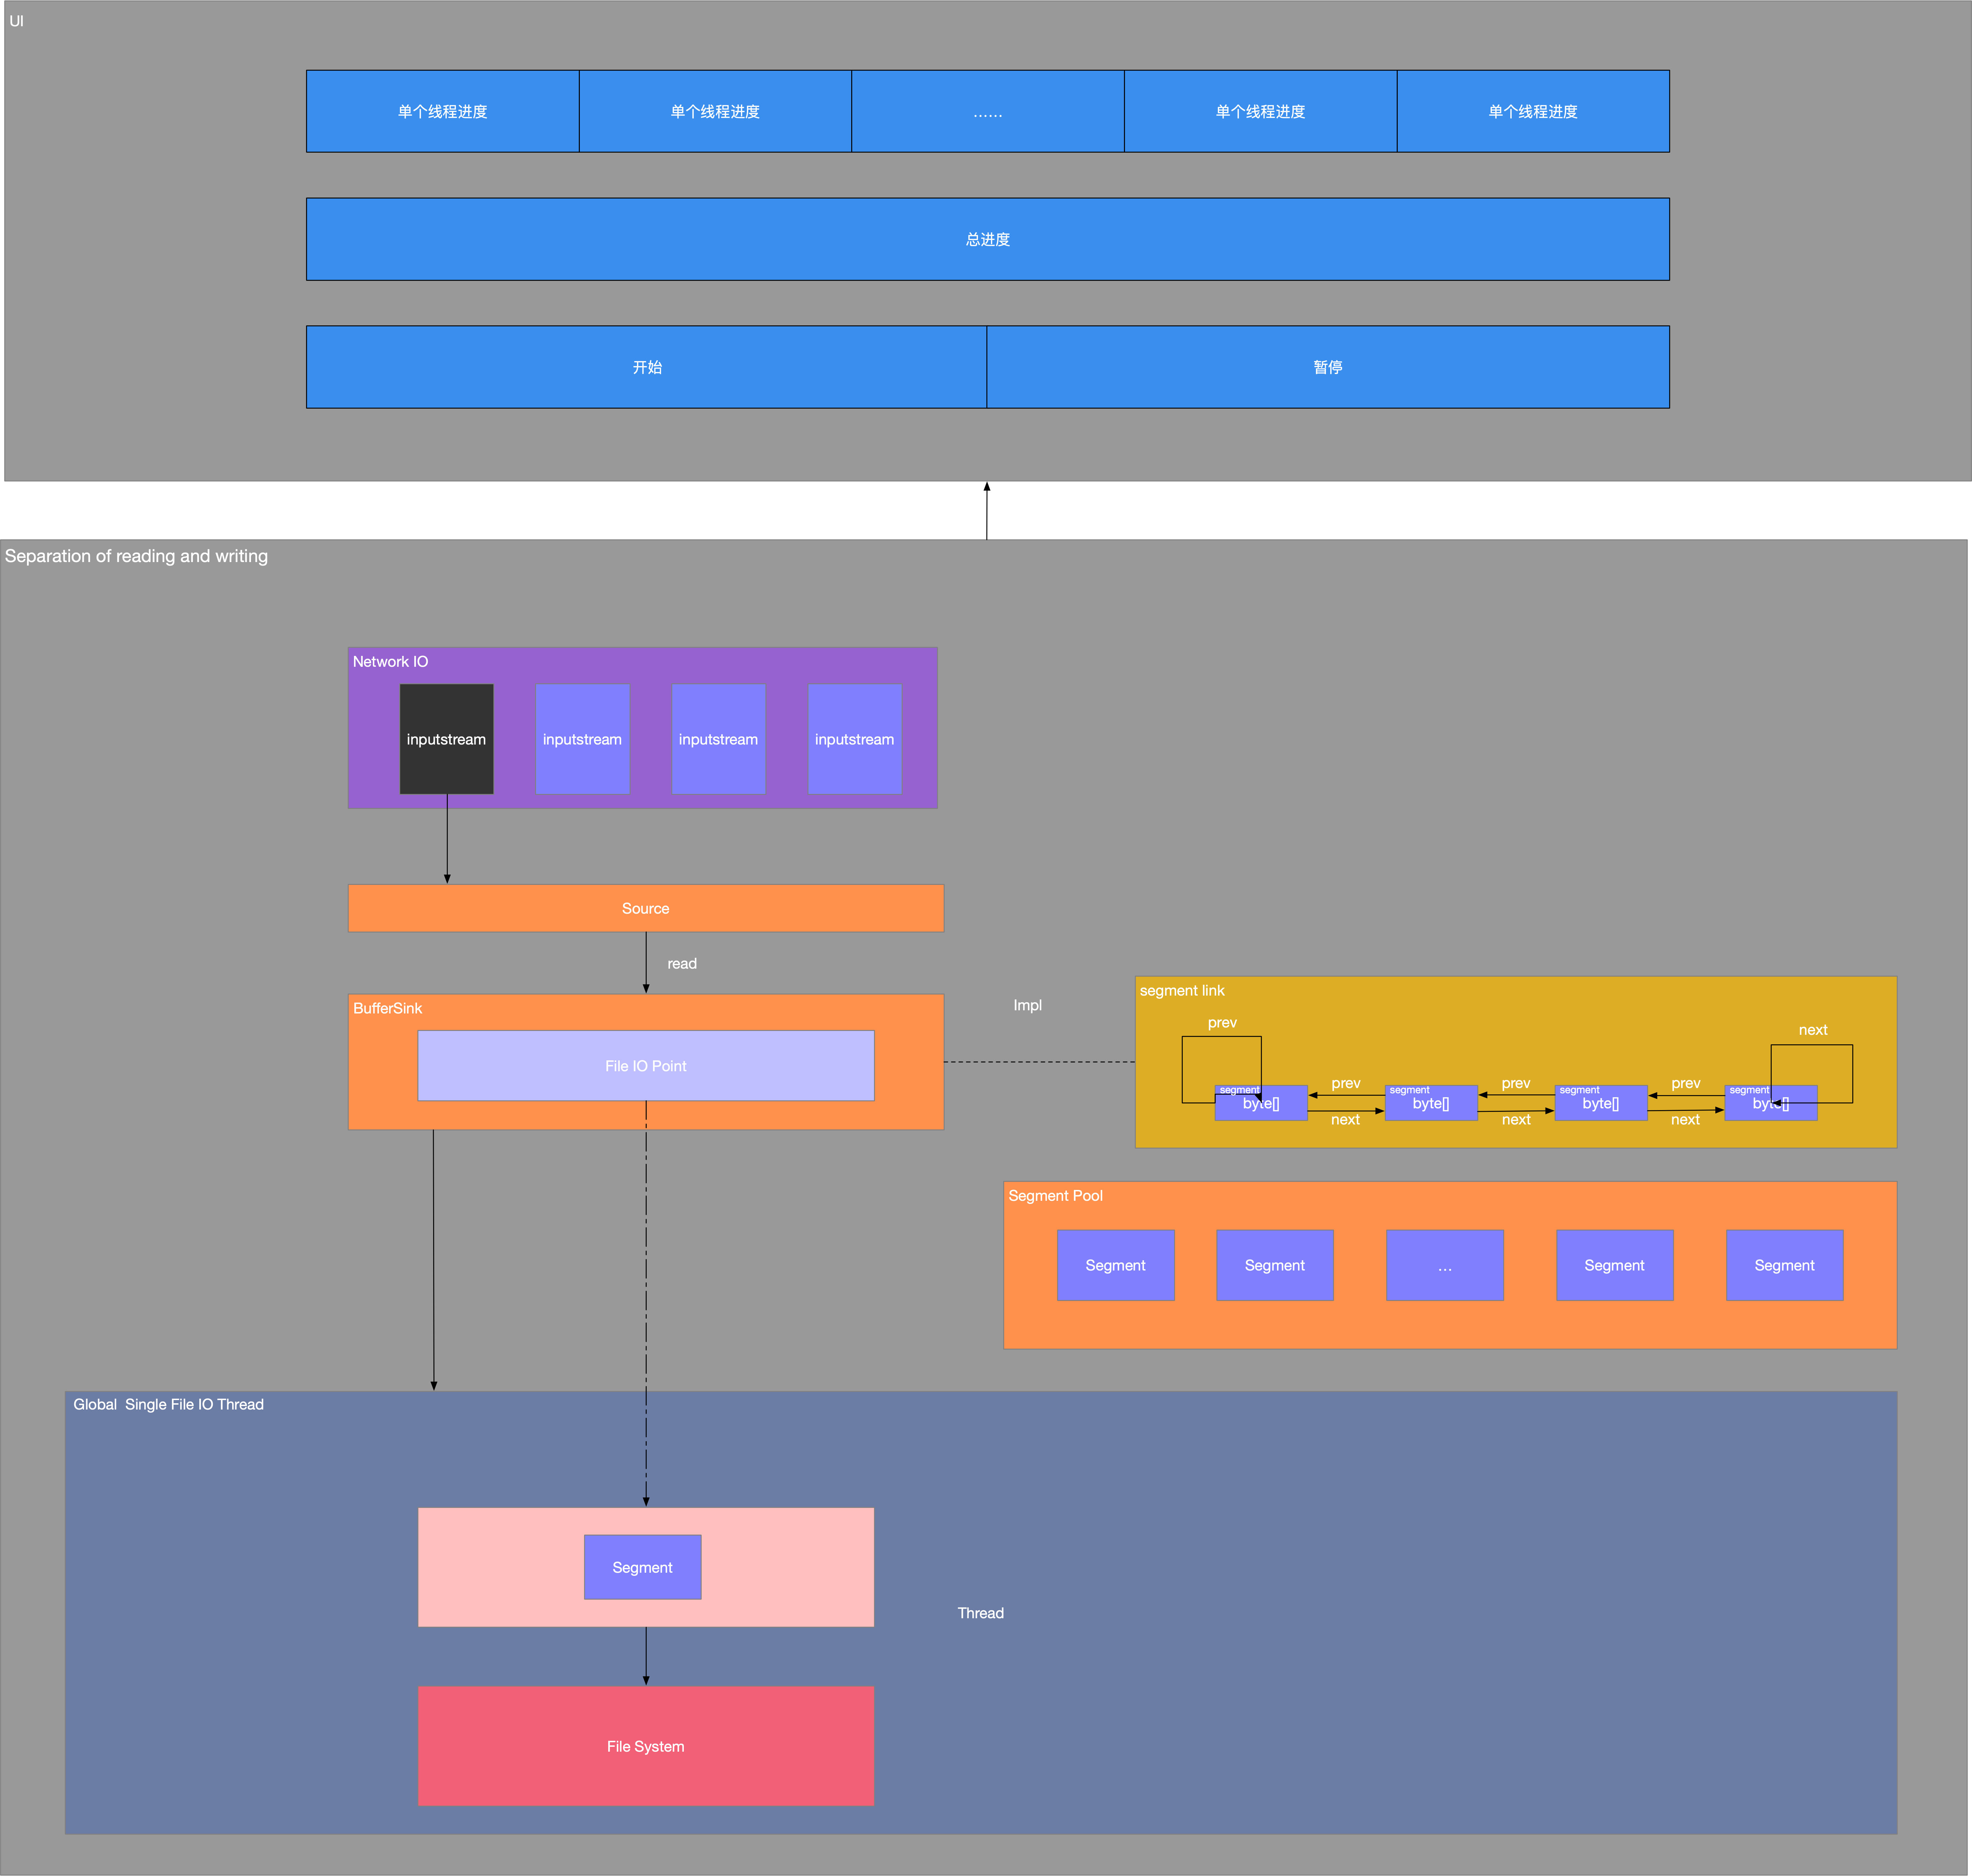 UI
单个线程进度
单个线程进度
……
单个线程进度
单个线程进度
总进度
开始
暂停
Separation of reading and writing
Network IO
inputstream
inputstream
inputstream
inputstream
Source
read
BufferSink
File IO Point
Impl
segment link
prev
next
segment
byte[]
prev
next
segment
byte[]
prev
next
segment
byte[]
prev
next
segment
byte[]
Segment Pool
Segment
Segment
...
Segment
Segment
Global  Single File IO Thread
Segment
Thread
File System